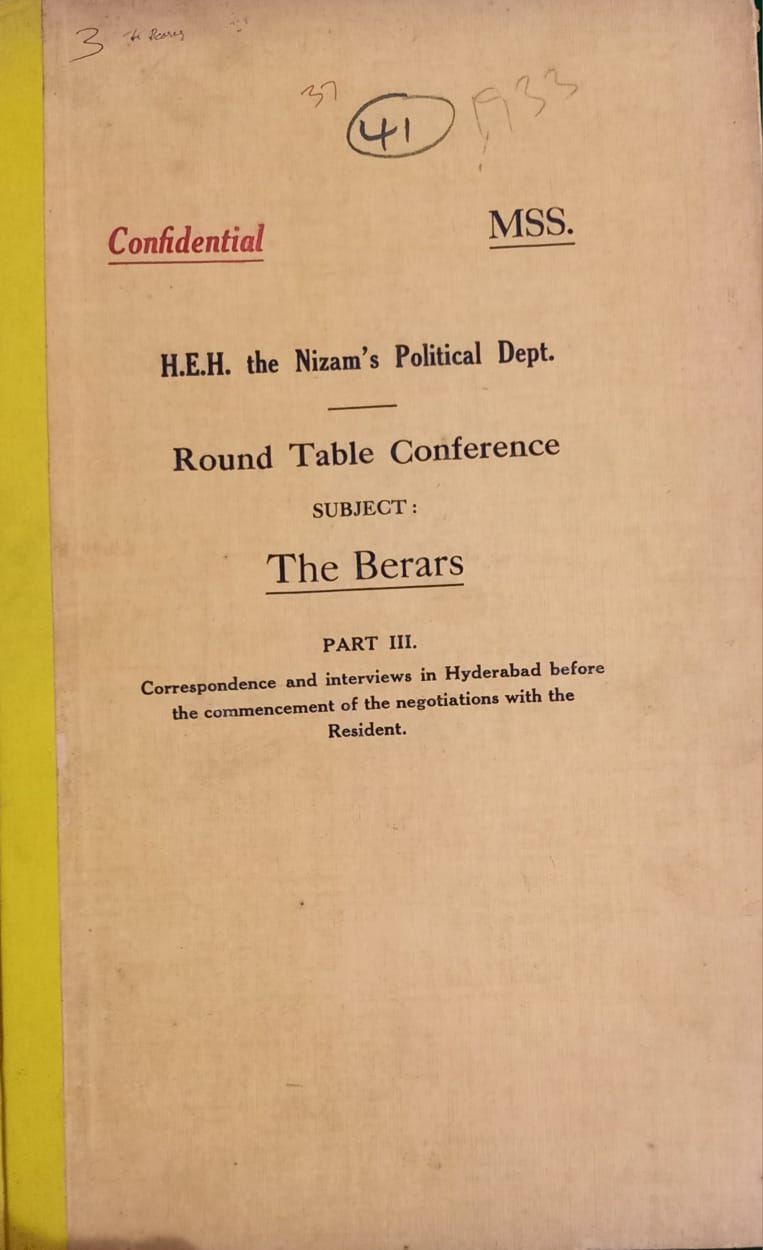 3
37
41
1933
Confidential
MSS.
H.E.H. the Nizam's Political Dept.
Round Table Conference
SUBJECT :
The Berars
PART III.
Correspondence and interviews in Hyderabad before
the commencement of the negotiations with the
Resident.